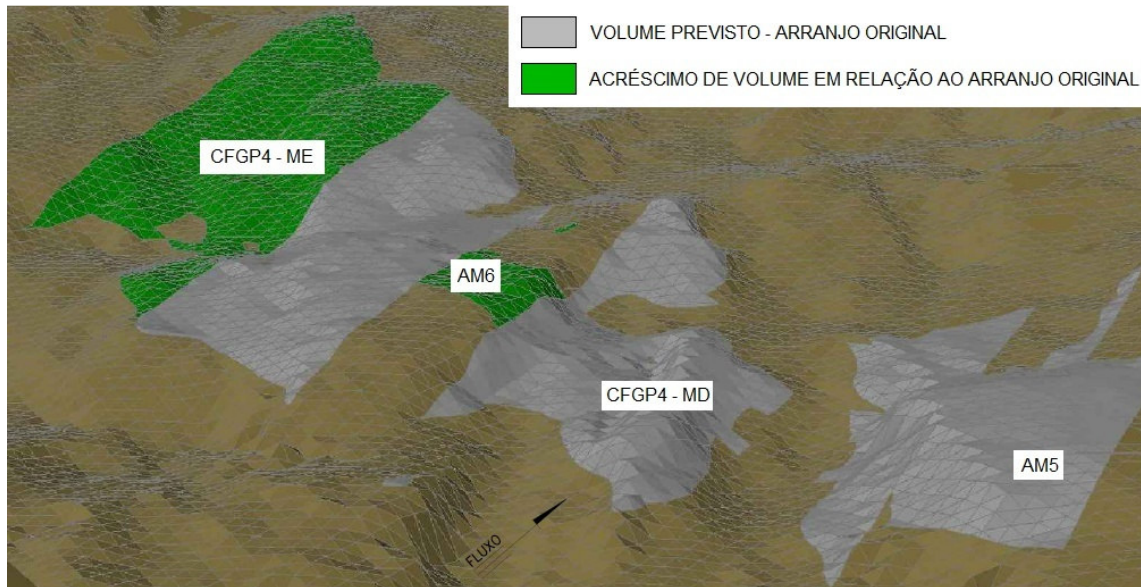 VOLUME PREVISTO - ARRANJO ORIGINAL
ACRÉSCIMO DE VOLUME EM RELAÇÃO AO ARRANJO ORIGINAL
CFGP4 - ME
AM6
CFGP4 - MD
AM5
FLUXO